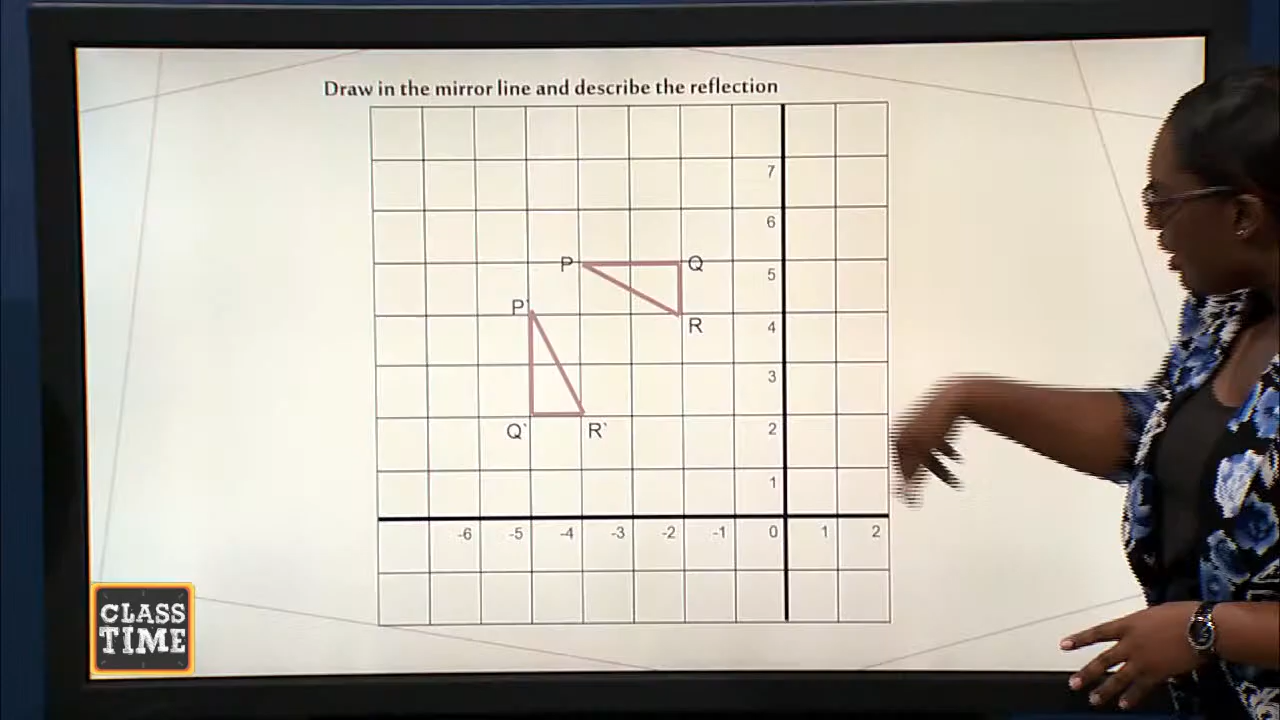 Draw in the mirror line and describe the reflection
7
6
P Q
5
P`
R 4
3
Q` R` 2
1
-6 -5 -4 -3 -2 -1 0 1 2
CLASS
TIME